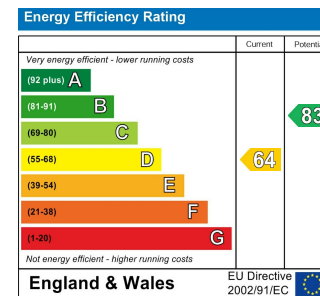 Energy Efficiency Rating
Current Potentia
Very energy efficient - lower running costs
(92 plus) A
(81-91) B
83
(69-80) C
(55-68) D
64
(39-54) E
(21-38) F
(1-20) G
Not energy efficient - higher running costs
England & Wales
EU Directive
2002/91/EC